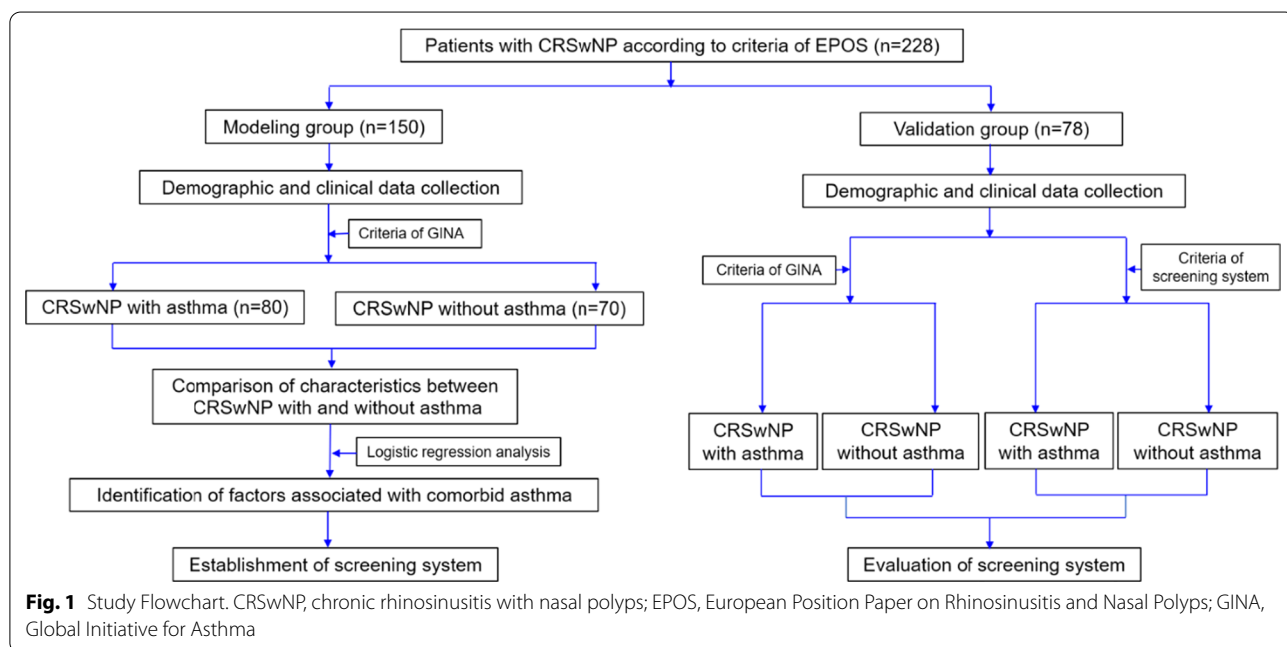 Patients with CRSwNP according to criteria of EPOS (n=228)
Modeling group (n=150)
Demographic and clinical data collection
Criteria of GINA
CRSwNP with asthma (n=80)
CRSwNP without asthma (n=70)
Comparison of characteristics between
CRSwNP with and without asthma
Logistic regression analysis
Identification of factors associated with comorbid asthma
Establishment of screening system
Validation group (n=78)
Demographic and clinical data collection
Criteria of GINA
Criteria of
screening system
CRSwNP
with asthma
CRSwNP
without asthma
CRSwNP
with asthma
CRSwNP
without asthma
Evaluation of screening system
Fig. 1 Study Flowchart. CRSwNP, chronic rhinosinusitis with nasal polyps; EPOS, European Position Paper on Rhinosinusitis and Nasal Polyps; GINA,
Global Initiative for Asthma